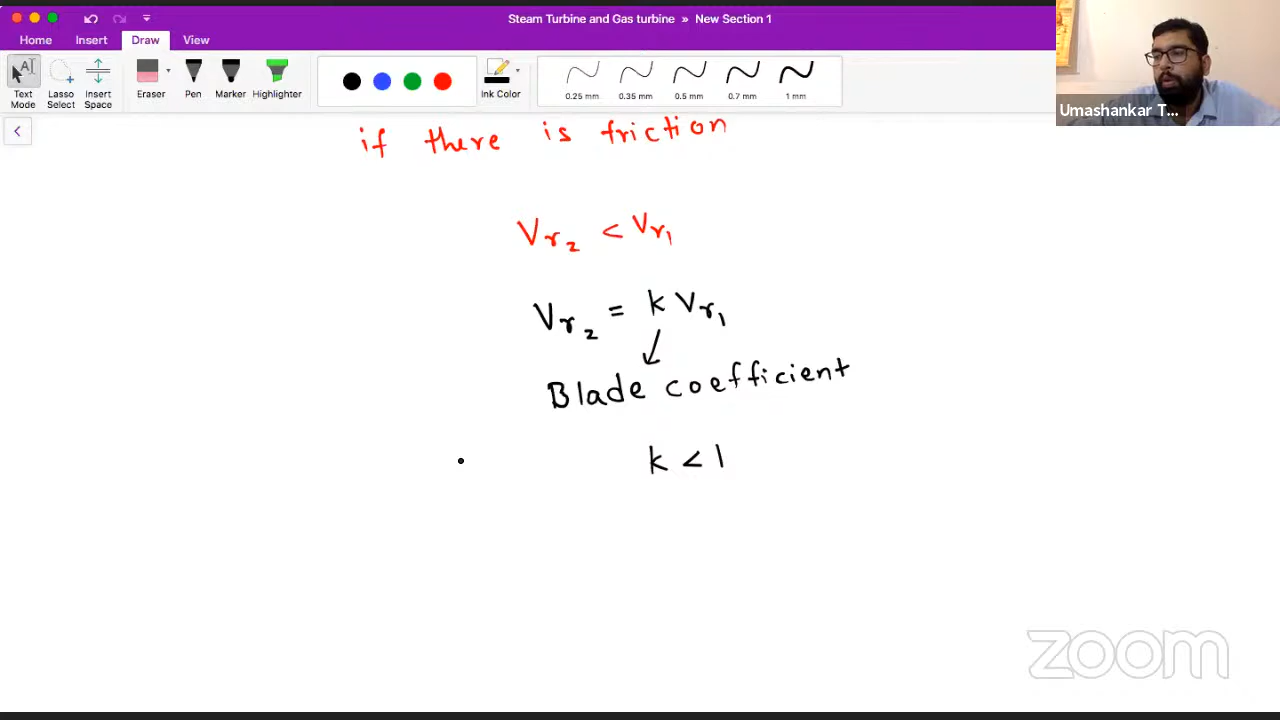 Steam Turbine and Gas turbine » New Section 1
Home Insert Draw View
Text Mode
Lasso Select
Insert Space
Eraser
Pen
Marker
Highlighter
Ink Color
0.25 mm
0.35 mm
0.5 mm
0.7 mm
1 mm
Umashankar T...
if there is friction
Vr2 < Vr1
Vr2 = k Vr1
Blade coefficient
k < 1
zoom